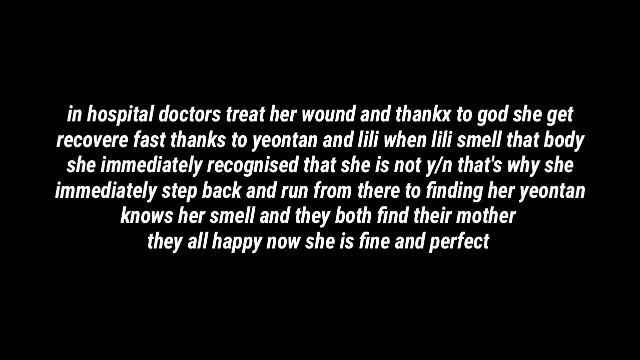 in hospital doctors treat her wound and thankx to god she get
recovere fast thanks to yeontan and lili when lili smell that body
she immediately recognised that she is not y/n that's why she
immediately step back and run from there to finding her yeontan
knows her smell and they both find their mother
they all happy now she is fine and perfect